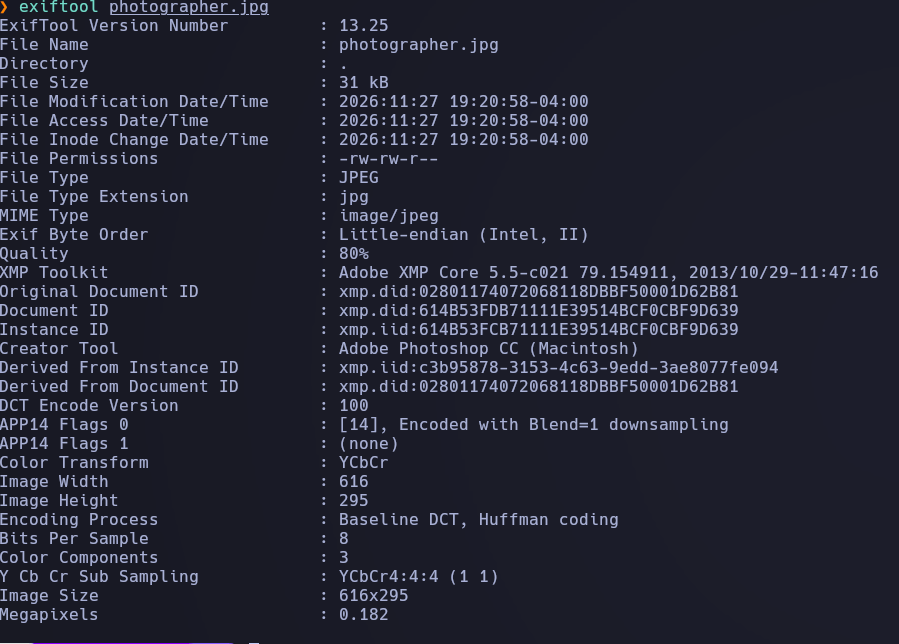 ❯ exiftool photographer.jpg
ExifTool Version Number : 13.25
File Name : photographer.jpg
Directory : .
File Size : 31 kB
File Modification Date/Time : 2026:11:27 19:20:58-04:00
File Access Date/Time : 2026:11:27 19:20:58-04:00
File Inode Change Date/Time : 2026:11:27 19:20:58-04:00
File Permissions : -rw-rw-r--
File Type : JPEG
File Type Extension : jpg
MIME Type : image/jpeg
Exif Byte Order : Little-endian (Intel, II)
Quality : 80%
XMP Toolkit : Adobe XMP Core 5.5-c021 79.154911, 2013/10/29-11:47:16
Original Document ID : xmp.did:02801174072068118DBBF50001D62B81
Document ID : xmp.did:614B53FDB71111E39514BCF0CBF9D639
Instance ID : xmp.iid:614B53FCB71111E39514BCF0CBF9D639
Creator Tool : Adobe Photoshop CC (Macintosh)
Derived From Instance ID : xmp.iid:c3b95878-3153-4c63-9edd-3ae8077fe094
Derived From Document ID : xmp.did:02801174072068118DBBF50001D62B81
DCT Encode Version : 100
APP14 Flags 0 : [14], Encoded with Blend=1 downsampling
APP14 Flags 1 : (none)
Color Transform : YCbCr
Image Width : 616
Image Height : 295
Encoding Process : Baseline DCT, Huffman coding
Bits Per Sample : 8
Color Components : 3
Y Cb Cr Sub Sampling : YCbCr4:4:4 (1 1)
Image Size : 616x295
Megapixels : 0.182